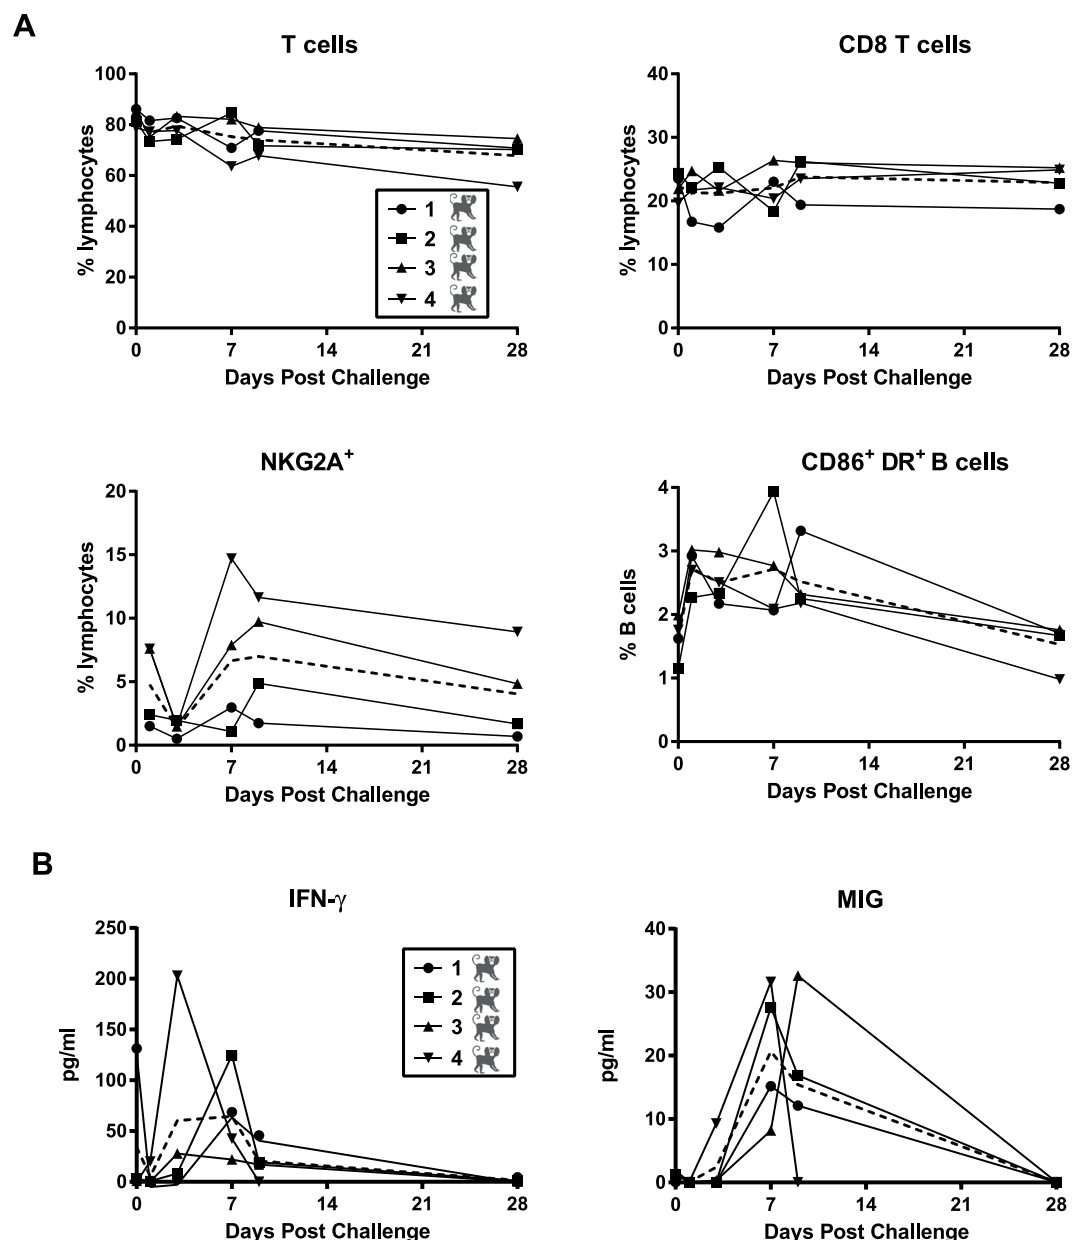 A
T cells
100
80
60
40
20
0
% lymphocytes
1
2
3
4
0 7 14 21 28
Days Post Challenge
CD8 T cells
40
30
20
10
0
% lymphocytes
0 7 14 21 28
Days Post Challenge
NKG2A+
20
15
10
5
0
% lymphocytes
0 7 14 21 28
Days Post Challenge
CD86+ DR+ B cells
4
3
2
1
0
% B cells
0 7 14 21 28
Days Post Challenge
B
IFN-γ
250
200
150
100
50
0
pg/ml
1
2
3
4
0 7 14 21 28
Days Post Challenge
MIG
40
30
20
10
0
pg/ml
0 7 14 21 28
Days Post Challenge